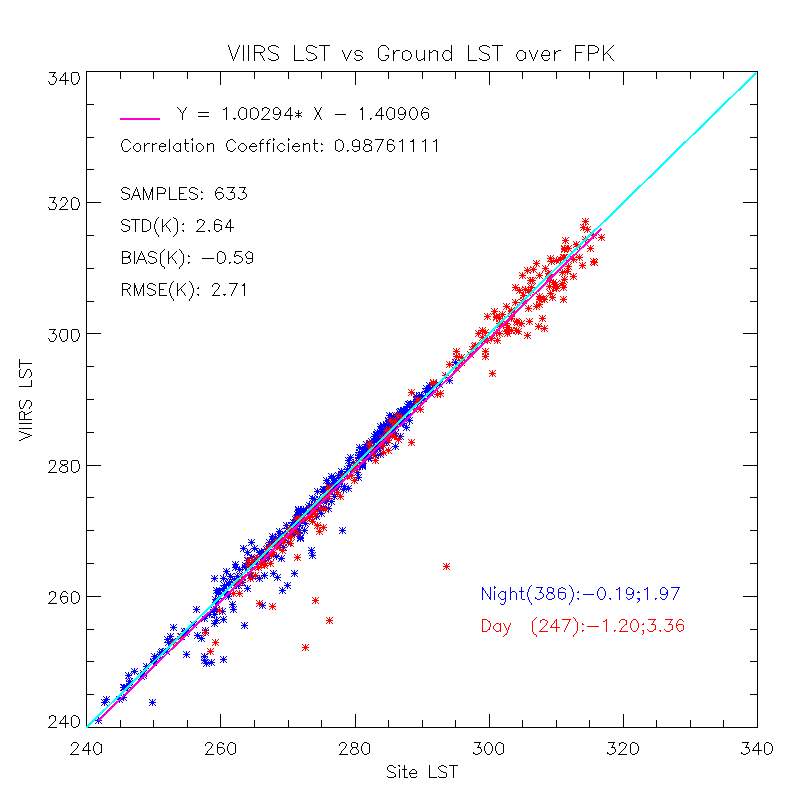 VIIRS LST vs Ground LST over FPK
340
Y = 1.00294* X − 1.40906
Correlation Coefficient: 0.98761111
SAMPLES: 633
320
STD(K): 2.64
BIAS(K): −0.59
RMSE(K): 2.71
300
VIIRS LST
280
260
Night(386):−0.19;1.97
Day (247):−1.20;3.36
240
240 260 280 300 320 340
Site LST